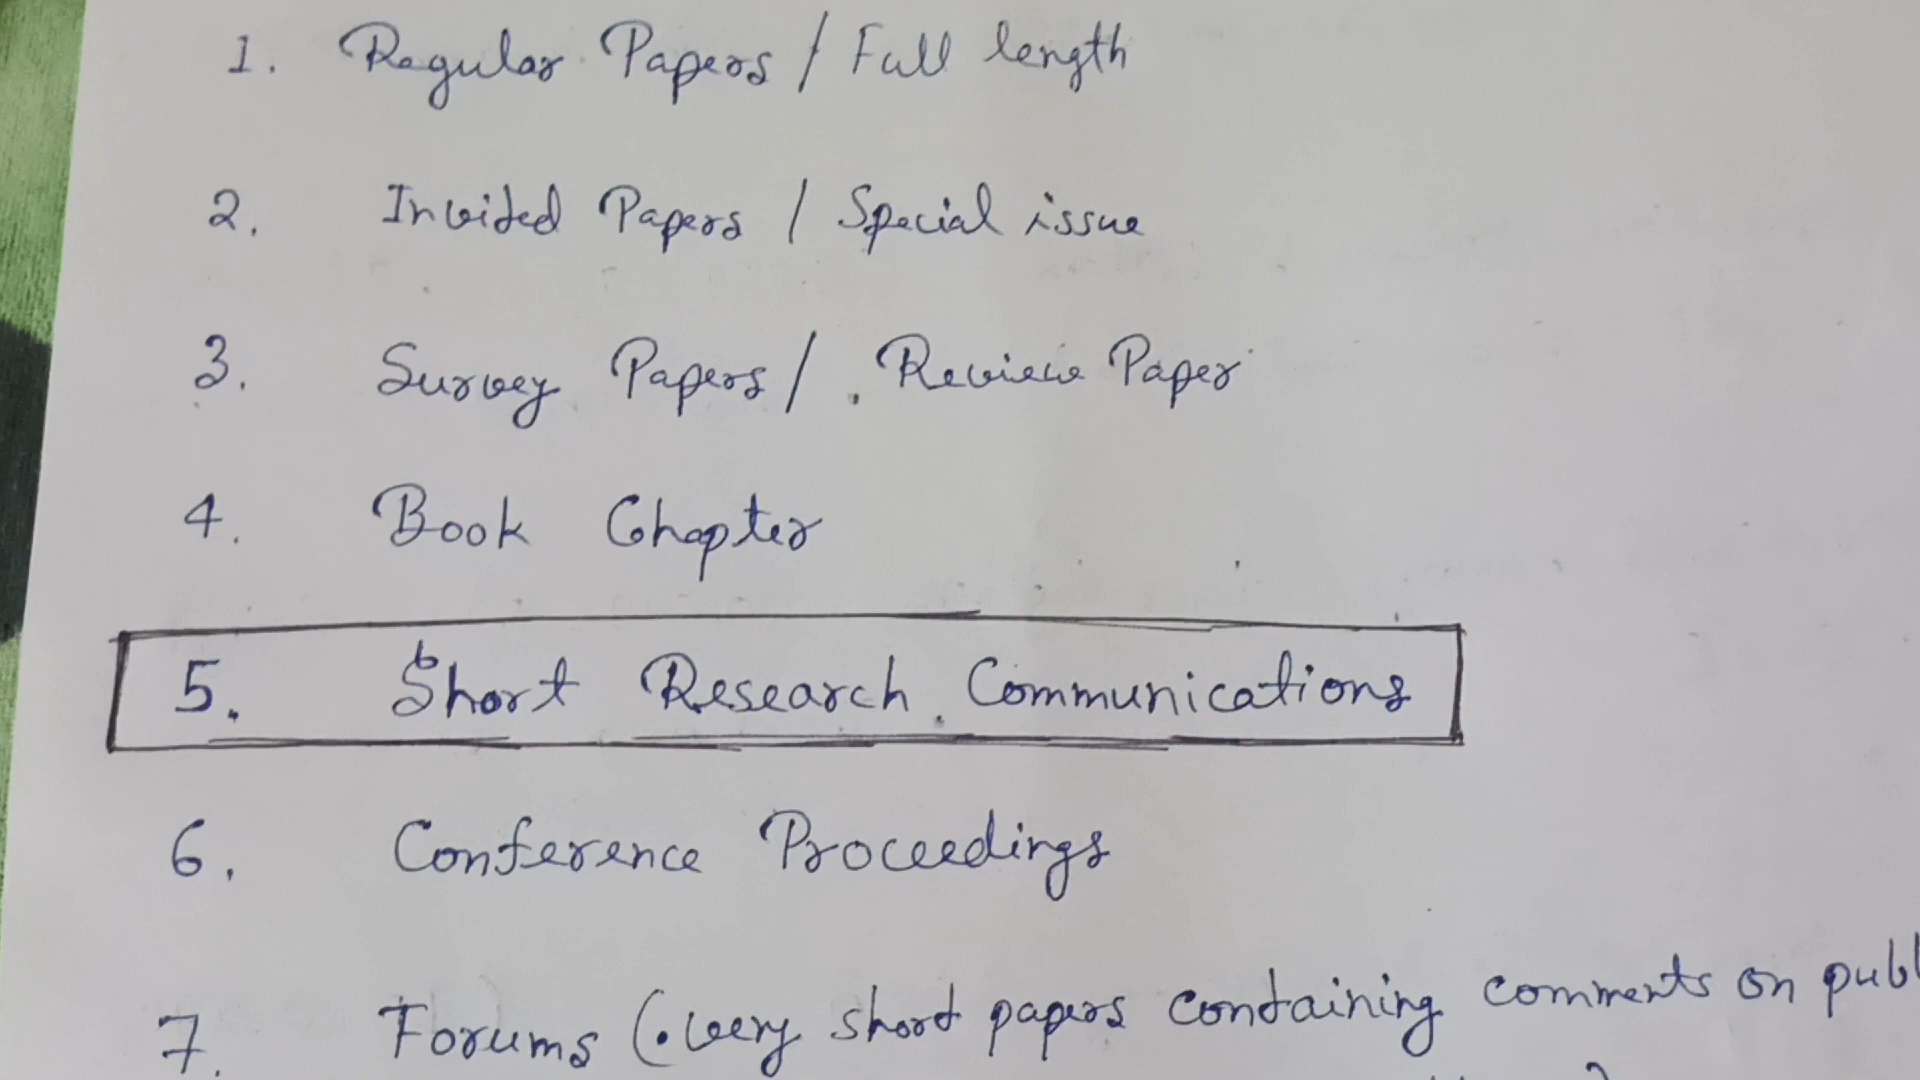 1. Regular Papers / Full length
2. Invited Papers / Special issue
3. Survey Papers / Review Paper
4. Book Chapter
5. Short Research Communications
6. Conference Proceedings
7. Forums (very short papers containing comments on publ